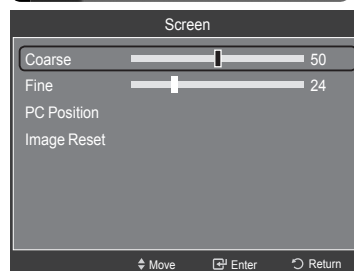 Screen
Coarse 50
Fine 24
PC Position
Image Reset
Move Enter Return